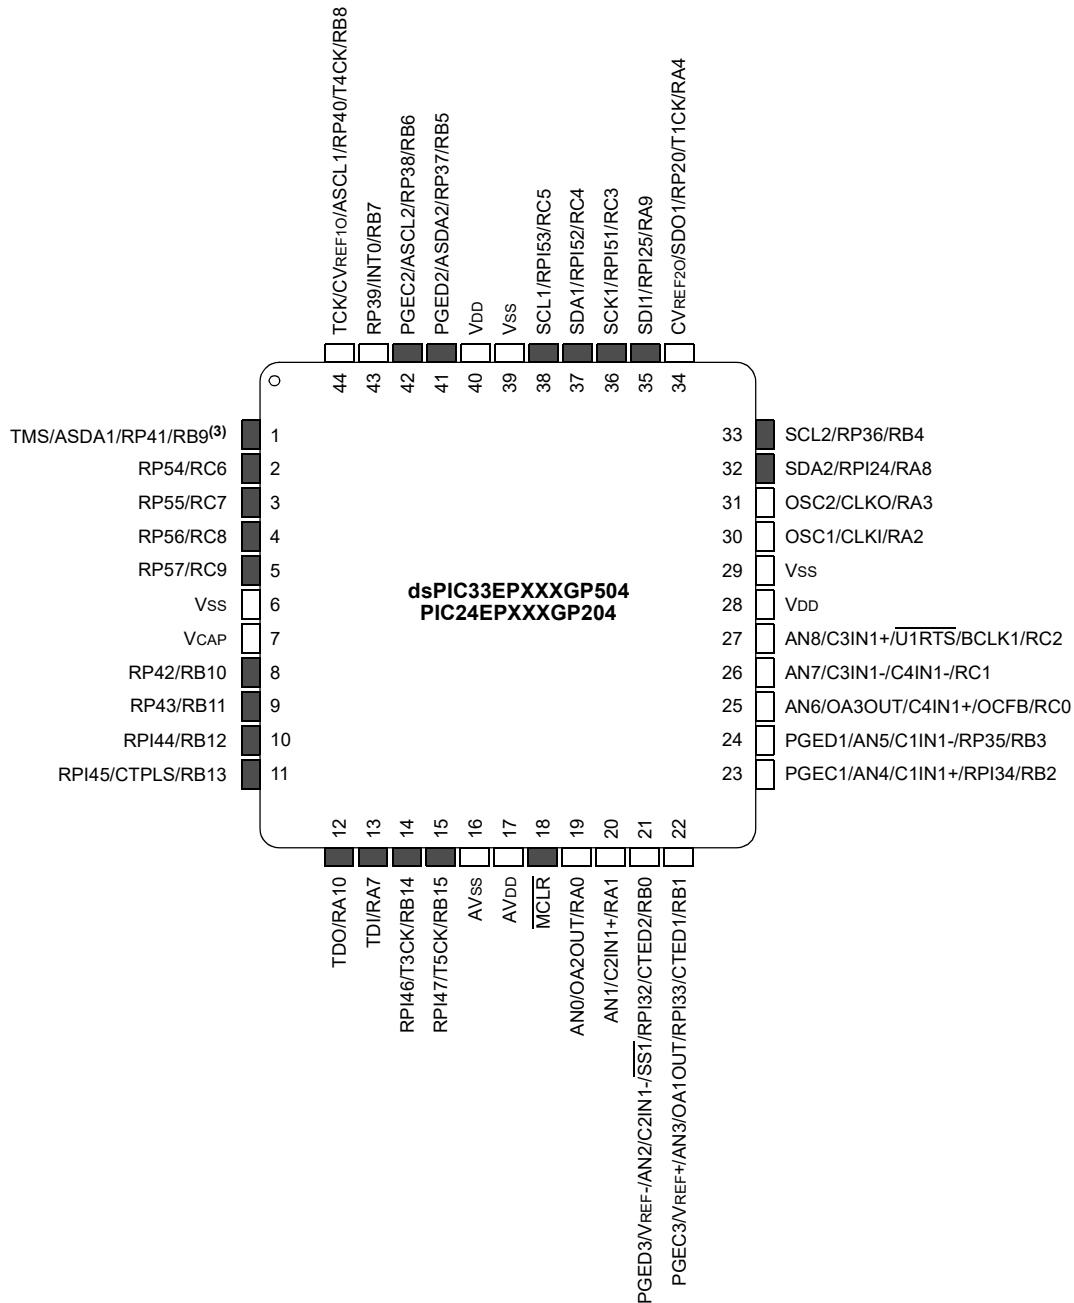 TCK/CVREF1O/ASCL1/RP40/T4CK/RB8
RP39/INT0/RB7
PGEC2/ASCL2/RP38/RB6
PGED2/ASDA2/RP37/RB5
VDD
VSS
SCL1/RPI53/RC5
SDA1/RPI52/RC4
SCK1/RPI51/RC3
SDI1/RPI25/RA9
CVREF2O/SDO1/RP20/T1CK/RA4
44
43
42
41
40
39
38
37
36
35
34
TMS/ASDA1/RP41/RB9(3) 1
RP54/RC6 2
RP55/RC7 3
RP56/RC8 4
RP57/RC9 5
VSS 6
VCAP 7
RP42/RB10 8
RP43/RB11 9
RPI44/RB12 10
RPI45/CTPLS/RB13 11
dsPIC33EPXXXGP504
PIC24EPXXXGP204
33 SCL2/RP36/RB4
32 SDA2/RPI24/RA8
31 OSC2/CLKO/RA3
30 OSC1/CLKI/RA2
29 VSS
28 VDD
27 AN8/C3IN1+/U1RTS/BCLK1/RC2
26 AN7/C3IN1-/C4IN1-/RC1
25 AN6/OA3OUT/C4IN1+/OCFB/RC0
24 PGED1/AN5/C1IN1-/RP35/RB3
23 PGEC1/AN4/C1IN1+/RPI34/RB2
12
13
14
15
16
17
18
19
20
21
22
TDO/RA10
TDI/RA7
RPI46/T3CK/RB14
RPI47/T5CK/RB15
AVSS
AVDD
MCLR
AN0/OA2OUT/RA0
AN1/C2IN1+/RA1
PGED3/VREF-/AN2/C2IN1-/SS1/RPI32/CTED2/RB0
PGEC3/VREF+/AN3/OA1OUT/RPI33/CTED1/RB1